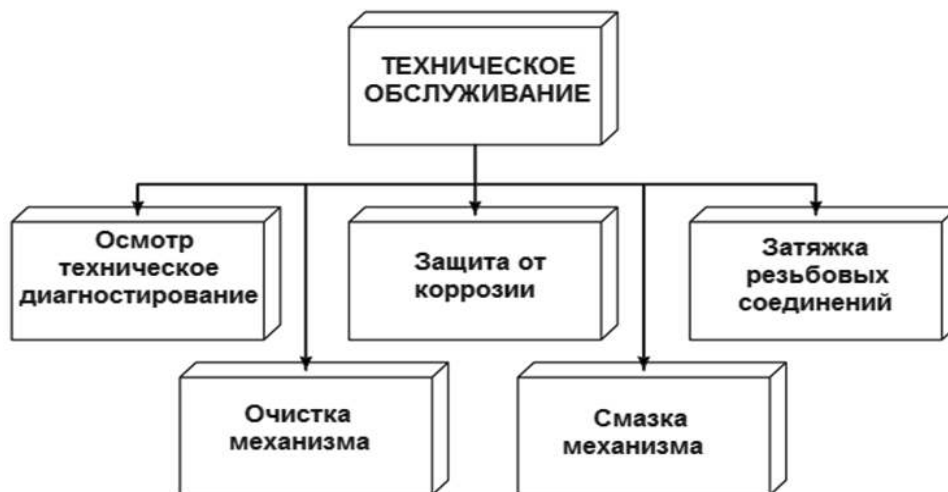 ТЕХНИЧЕСКОЕ
ОБСЛУЖИВАНИЕ
Осмотр
техническое
диагностирование
Защита от
коррозии
Затяжка
резьбовых
соединений
Очистка
механизма
Смазка
механизма